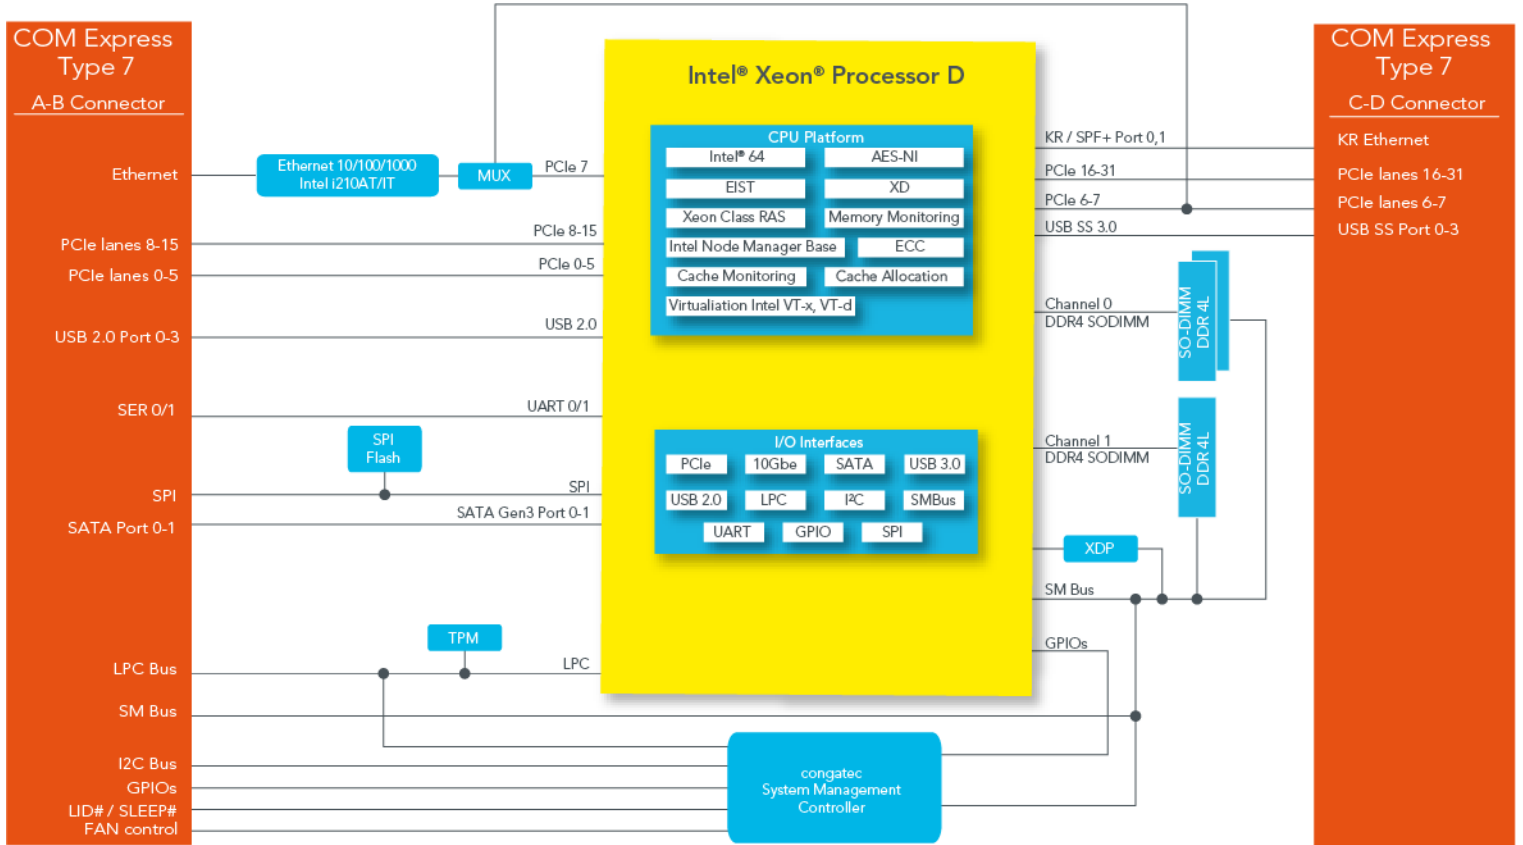 COM Express
Type 7
A-B Connector
Ethernet
PCIe lanes 8-15
PCIe lanes 0-5
USB 2.0 Port 0-3
SER 0/1
SPI
SATA Port 0-1
LPC Bus
SM Bus
I2C Bus
GPIOs
LID# / SLEEP#
FAN control
Ethernet 10/100/1000
Intel i210AT/IT
MUX
PCIe 7
PCIe 8-15
PCIe 0-5
USB 2.0
UART 0/1
SPI
Flash
SPI
SATA Gen3 Port 0-1
TPM
LPC
Intel® Xeon® Processor D
CPU Platform
Intel® 64
AES-NI
EIST
XD
Xeon Class RAS
Memory Monitoring
Intel Node Manager Base
ECC
Cache Monitoring
Cache Allocation
Virtualiation Intel VT-x, VT-d
I/O Interfaces
PCIe
10Gbe
SATA
USB 3.0
USB 2.0
LPC
I²C
SMBus
UART
GPIO
SPI
congatec
System Management
Controller
KR / SPF+ Port 0,1
PCIe 16-31
PCIe 6-7
USB SS 3.0
Channel 0
DDR4 SODIMM
SO-DIMM
DDR 4L
Channel 1
DDR4 SODIMM
SO-DIMM
DDR 4L
XDP
SM Bus
GPIOs
COM Express
Type 7
C-D Connector
KR Ethernet
PCIe lanes 16-31
PCIe lanes 6-7
USB SS Port 0-3